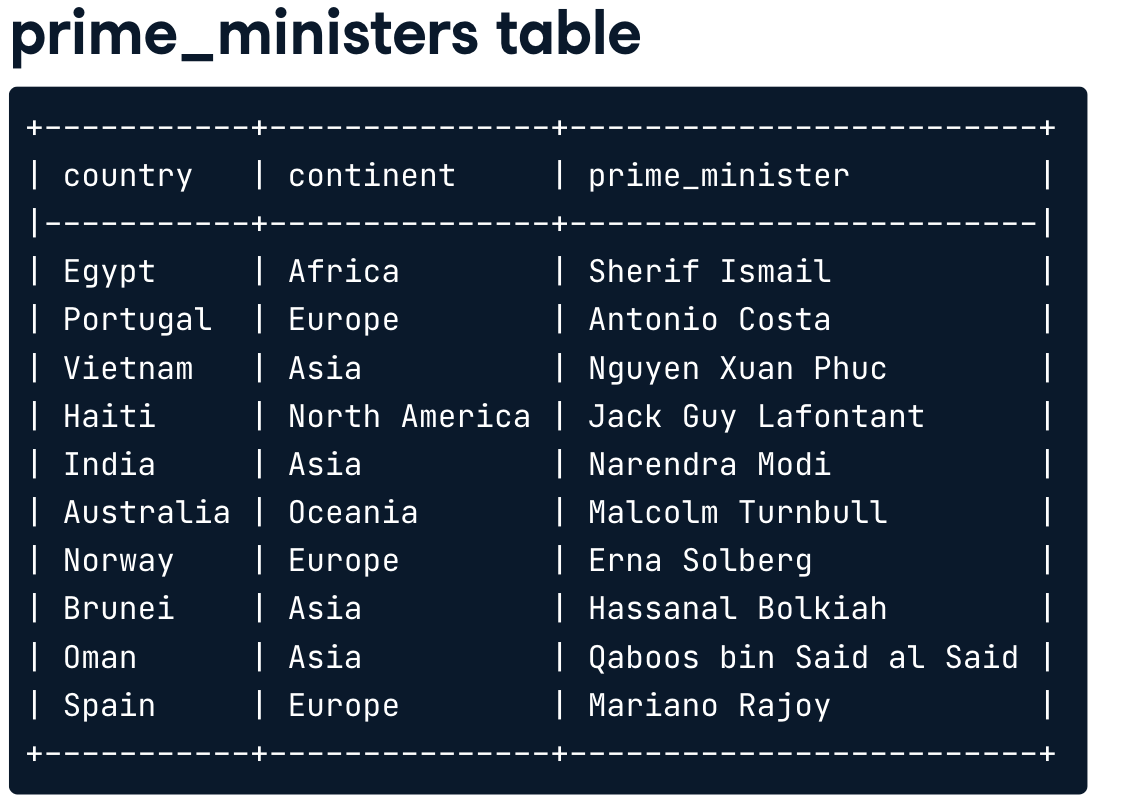 prime_ministers table
+-----------+---------------+-------------------------+
| country   | continent     | prime_minister          |
|-----------+---------------+-------------------------|
| Egypt     | Africa        | Sherif Ismail           |
| Portugal  | Europe        | Antonio Costa           |
| Vietnam   | Asia          | Nguyen Xuan Phuc        |
| Haiti     | North America | Jack Guy Lafontant      |
| India     | Asia          | Narendra Modi           |
| Australia | Oceania       | Malcolm Turnbull        |
| Norway    | Europe        | Erna Solberg            |
| Brunei    | Asia          | Hassanal Bolkiah        |
| Oman      | Asia          | Qaboos bin Said al Said |
| Spain     | Europe        | Mariano Rajoy           |
+-----------+---------------+-------------------------+